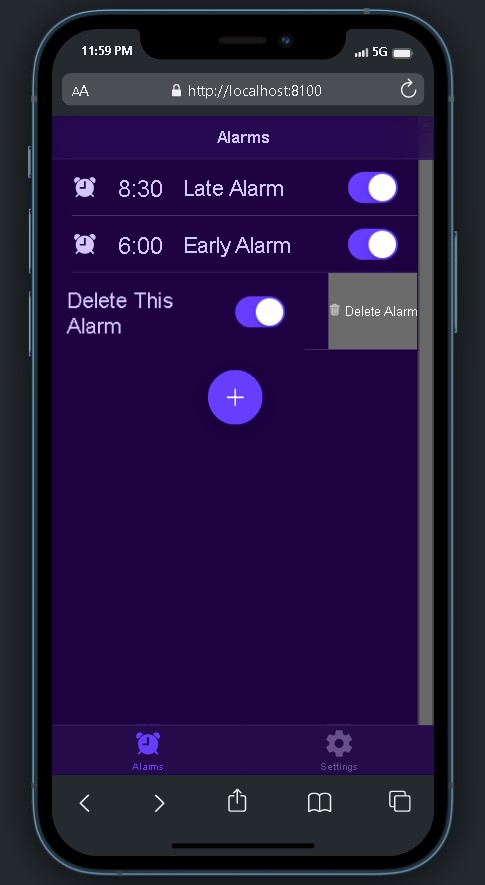 11:59 PM
5G
AA
http://localhost:8100
Alarms
8:30 Late Alarm
6:00 Early Alarm
Delete This
Alarm
Delete Alarm
Alarms
Settings